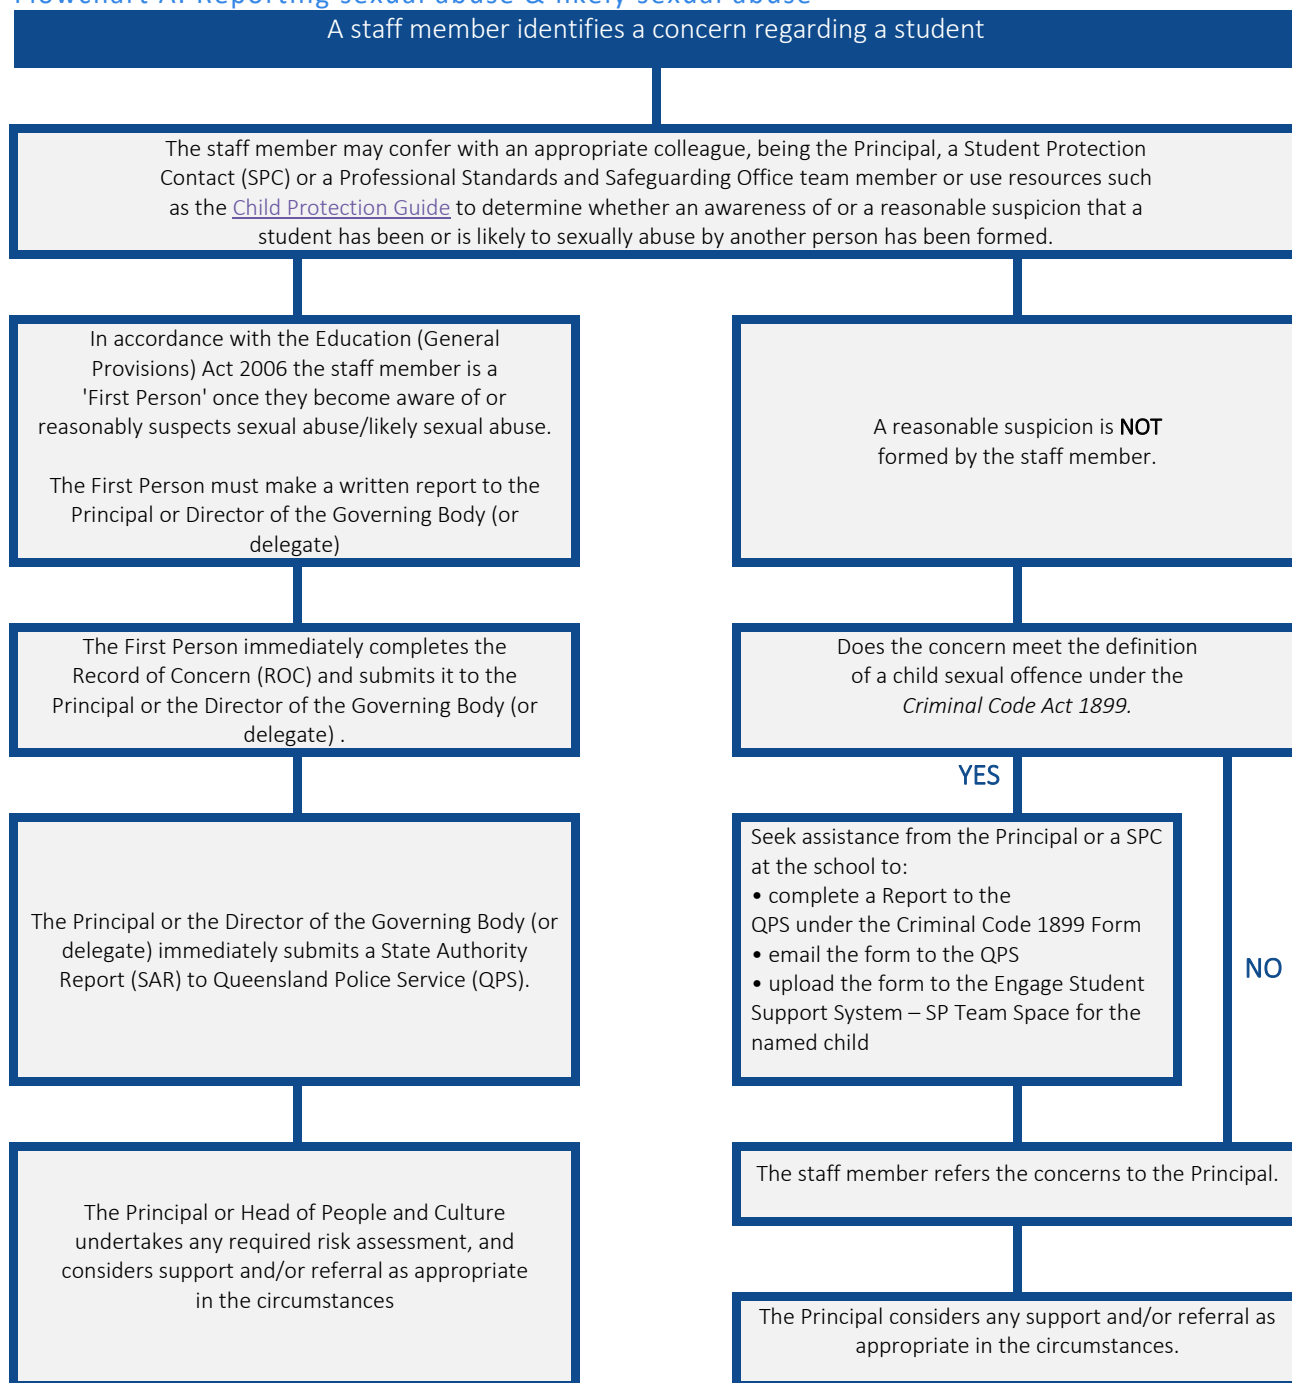 Flowchart A: Reporting sexual abuse & likely sexual abuse
A staff member identifies a concern regarding a student
The staff member may confer with an appropriate colleague, being the Principal, a Student Protection
Contact (SPC) or a Professional Standards and Safeguarding Office team member or use resources such
as the Child Protection Guide to determine whether an awareness of or a reasonable suspicion that a
student has been or is likely to sexually abuse by another person has been formed.
In accordance with the Education (General
Provisions) Act 2006 the staff member is a
'First Person' once they become aware of or
reasonably suspects sexual abuse/likely sexual abuse.
The First Person must make a written report to the
Principal or Director of the Governing Body (or
delegate)
The First Person immediately completes the
Record of Concern (ROC) and submits it to the
Principal or the Director of the Governing Body (or
delegate) .
The Principal or the Director of the Governing Body (or
delegate) immediately submits a State Authority
Report (SAR) to Queensland Police Service (QPS).
The Principal or Head of People and Culture
undertakes any required risk assessment, and
considers support and/or referral as appropriate
in the circumstances
A reasonable suspicion is NOT
formed by the staff member.
Does the concern meet the definition
of a child sexual offence under the
Criminal Code Act 1899.
YES
Seek assistance from the Principal or a SPC
at the school to:
• complete a Report to the
QPS under the Criminal Code 1899 Form
• email the form to the QPS
• upload the form to the Engage Student
Support System – SP Team Space for the
named child
NO
The staff member refers the concerns to the Principal.
The Principal considers any support and/or referral as
appropriate in the circumstances.